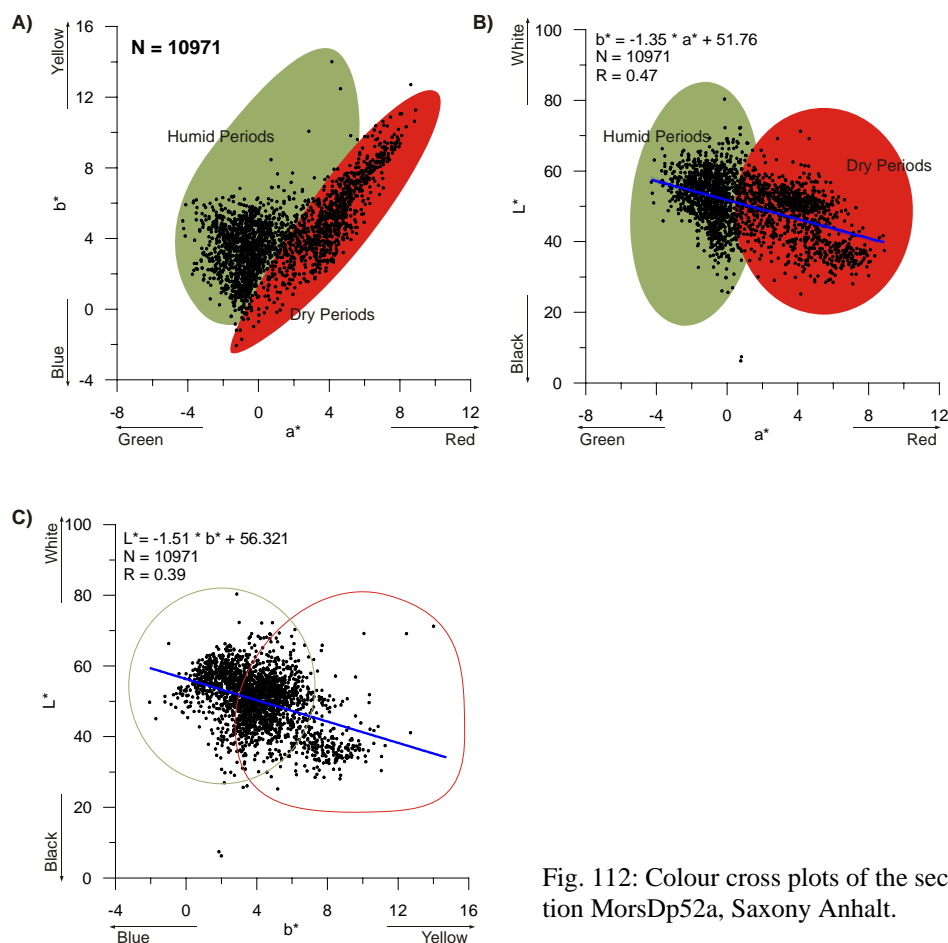 A)
N = 10971
Yellow
16
12
8
4
0
-4
b*
Blue
Humid Periods
Dry Periods
-8 -4 0 4 8 12
Green a* Red
B)
b* = -1.35 * a* + 51.76
N = 10971
R = 0.47
White
100
80
60
40
20
0
L*
Black
Humid Periods
Dry Periods
-8 -4 0 4 8 12
Green a* Red
C)
L*= -1.51 * b* + 56.321
N = 10971
R = 0.39
White
100
80
60
40
20
0
L*
Black
-4 0 4 8 12 16
Blue b* Yellow
Fig. 112: Colour cross plots of the sec
tion MorsDp52a, Saxony Anhalt.